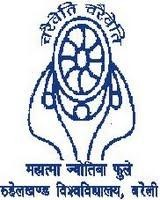 चरैवेति चरैवेति
महात्मा ज्योतिबा फुले
रुहेलखण्ड विश्वविद्यालय, बरेली